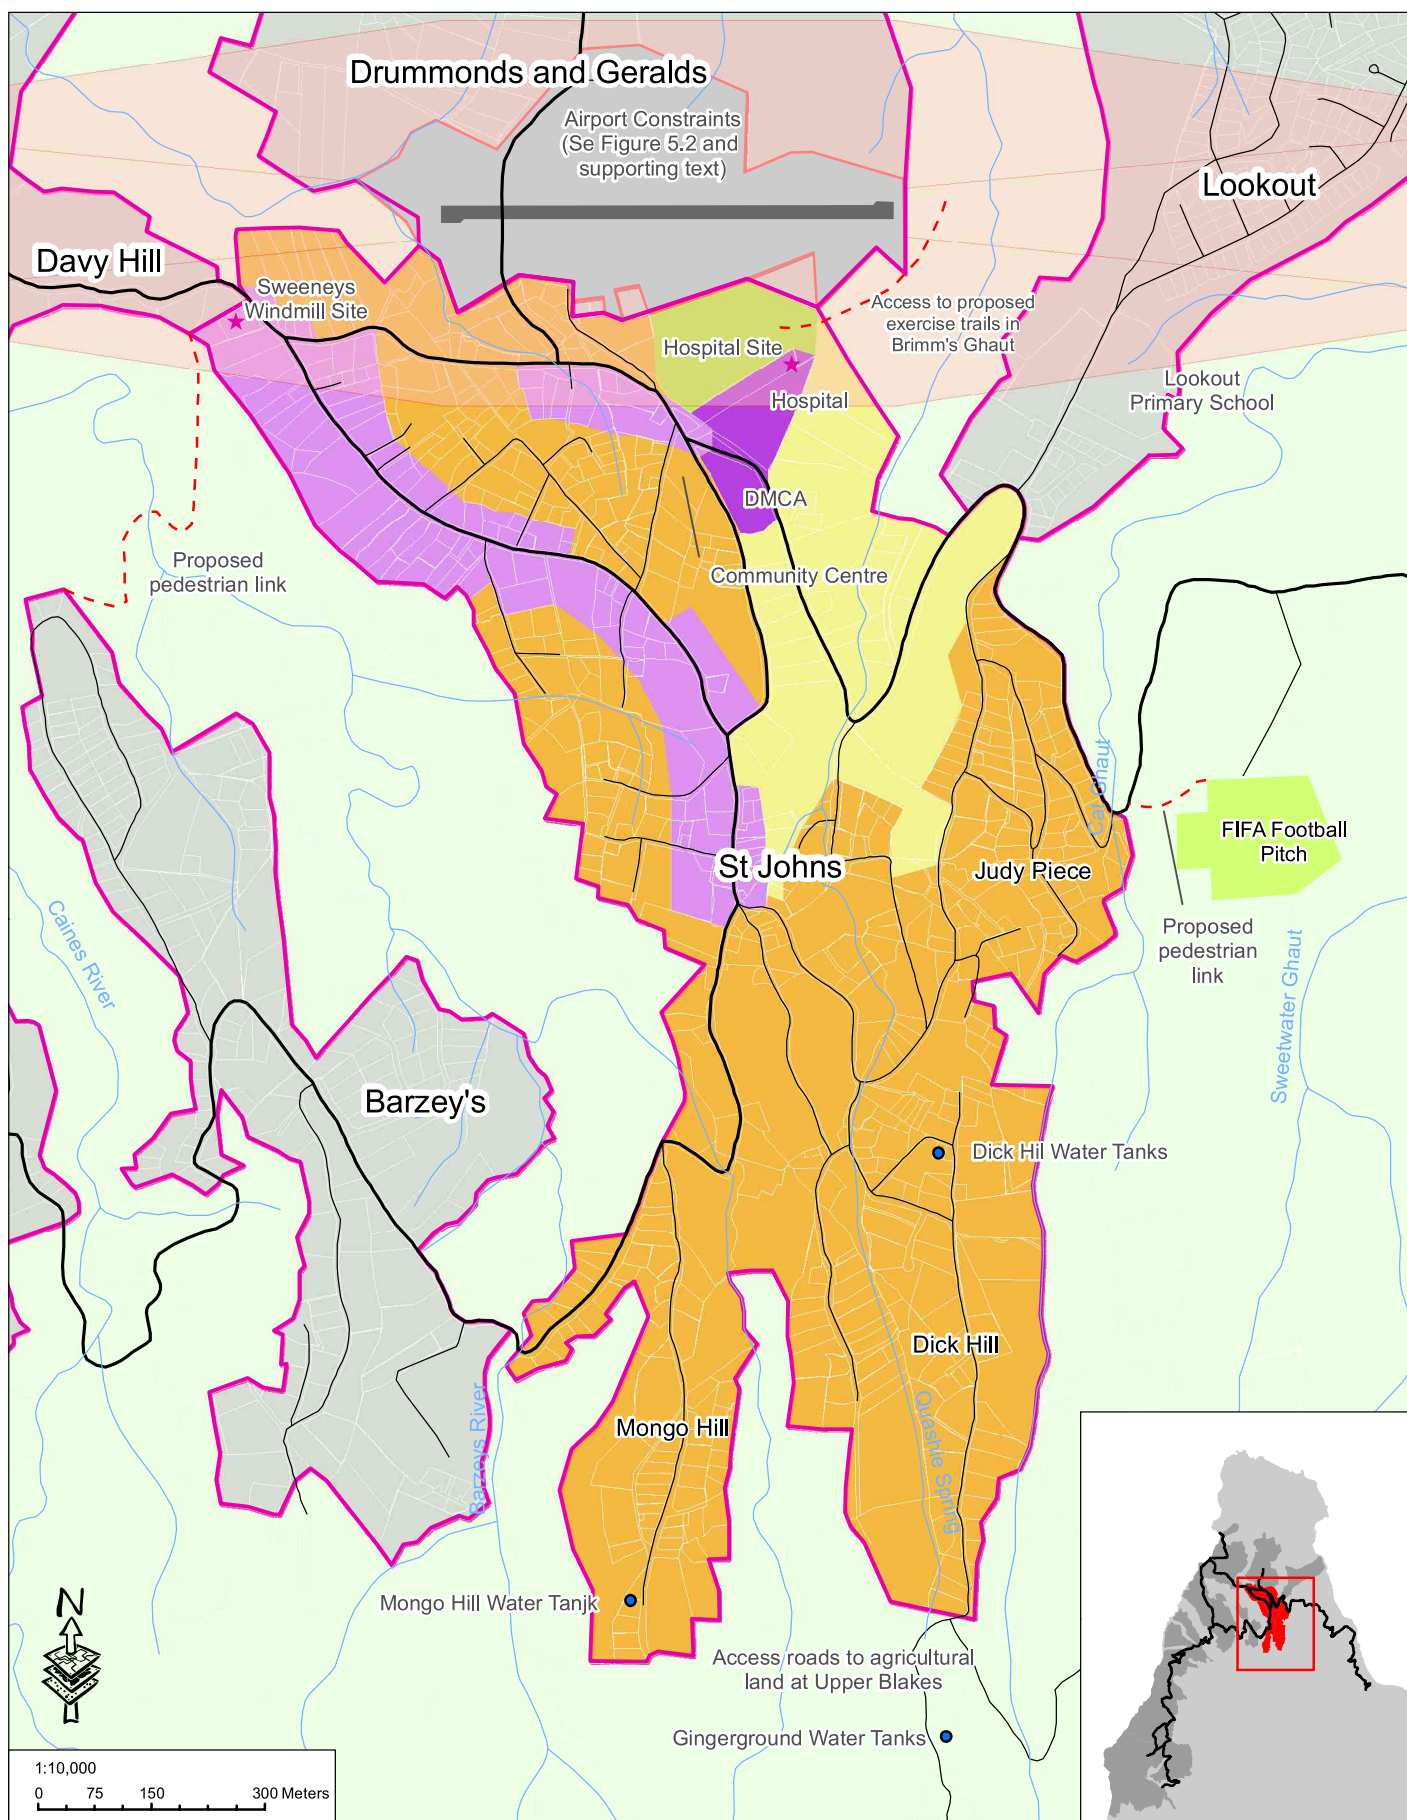 Drummonds and Geralds
Airport Constraints
(Se Figure 5.2 and
supporting text)
Lookout
Davy Hill
Sweeneys
Windmill Site
Access to proposed
exercise trails in
Brimm's Ghaut
Hospital Site
Hospital
Lookout
Primary School
DMCA
Proposed
pedestrian link
Community Centre
Cat Ghaut
FIFA Football
Pitch
St Johns
Judy Piece
Caines River
Proposed
pedestrian
link
Sweetwater Ghaut
Barzey's
Dick Hil Water Tanks
Dick Hill
Quashie Spring
Mongo Hill
Barzeys River
N
Mongo Hill Water Tanjk
Access roads to agricultural
land at Upper Blakes
Gingerground Water Tanks
1:10,000
0 75 150 300 Meters